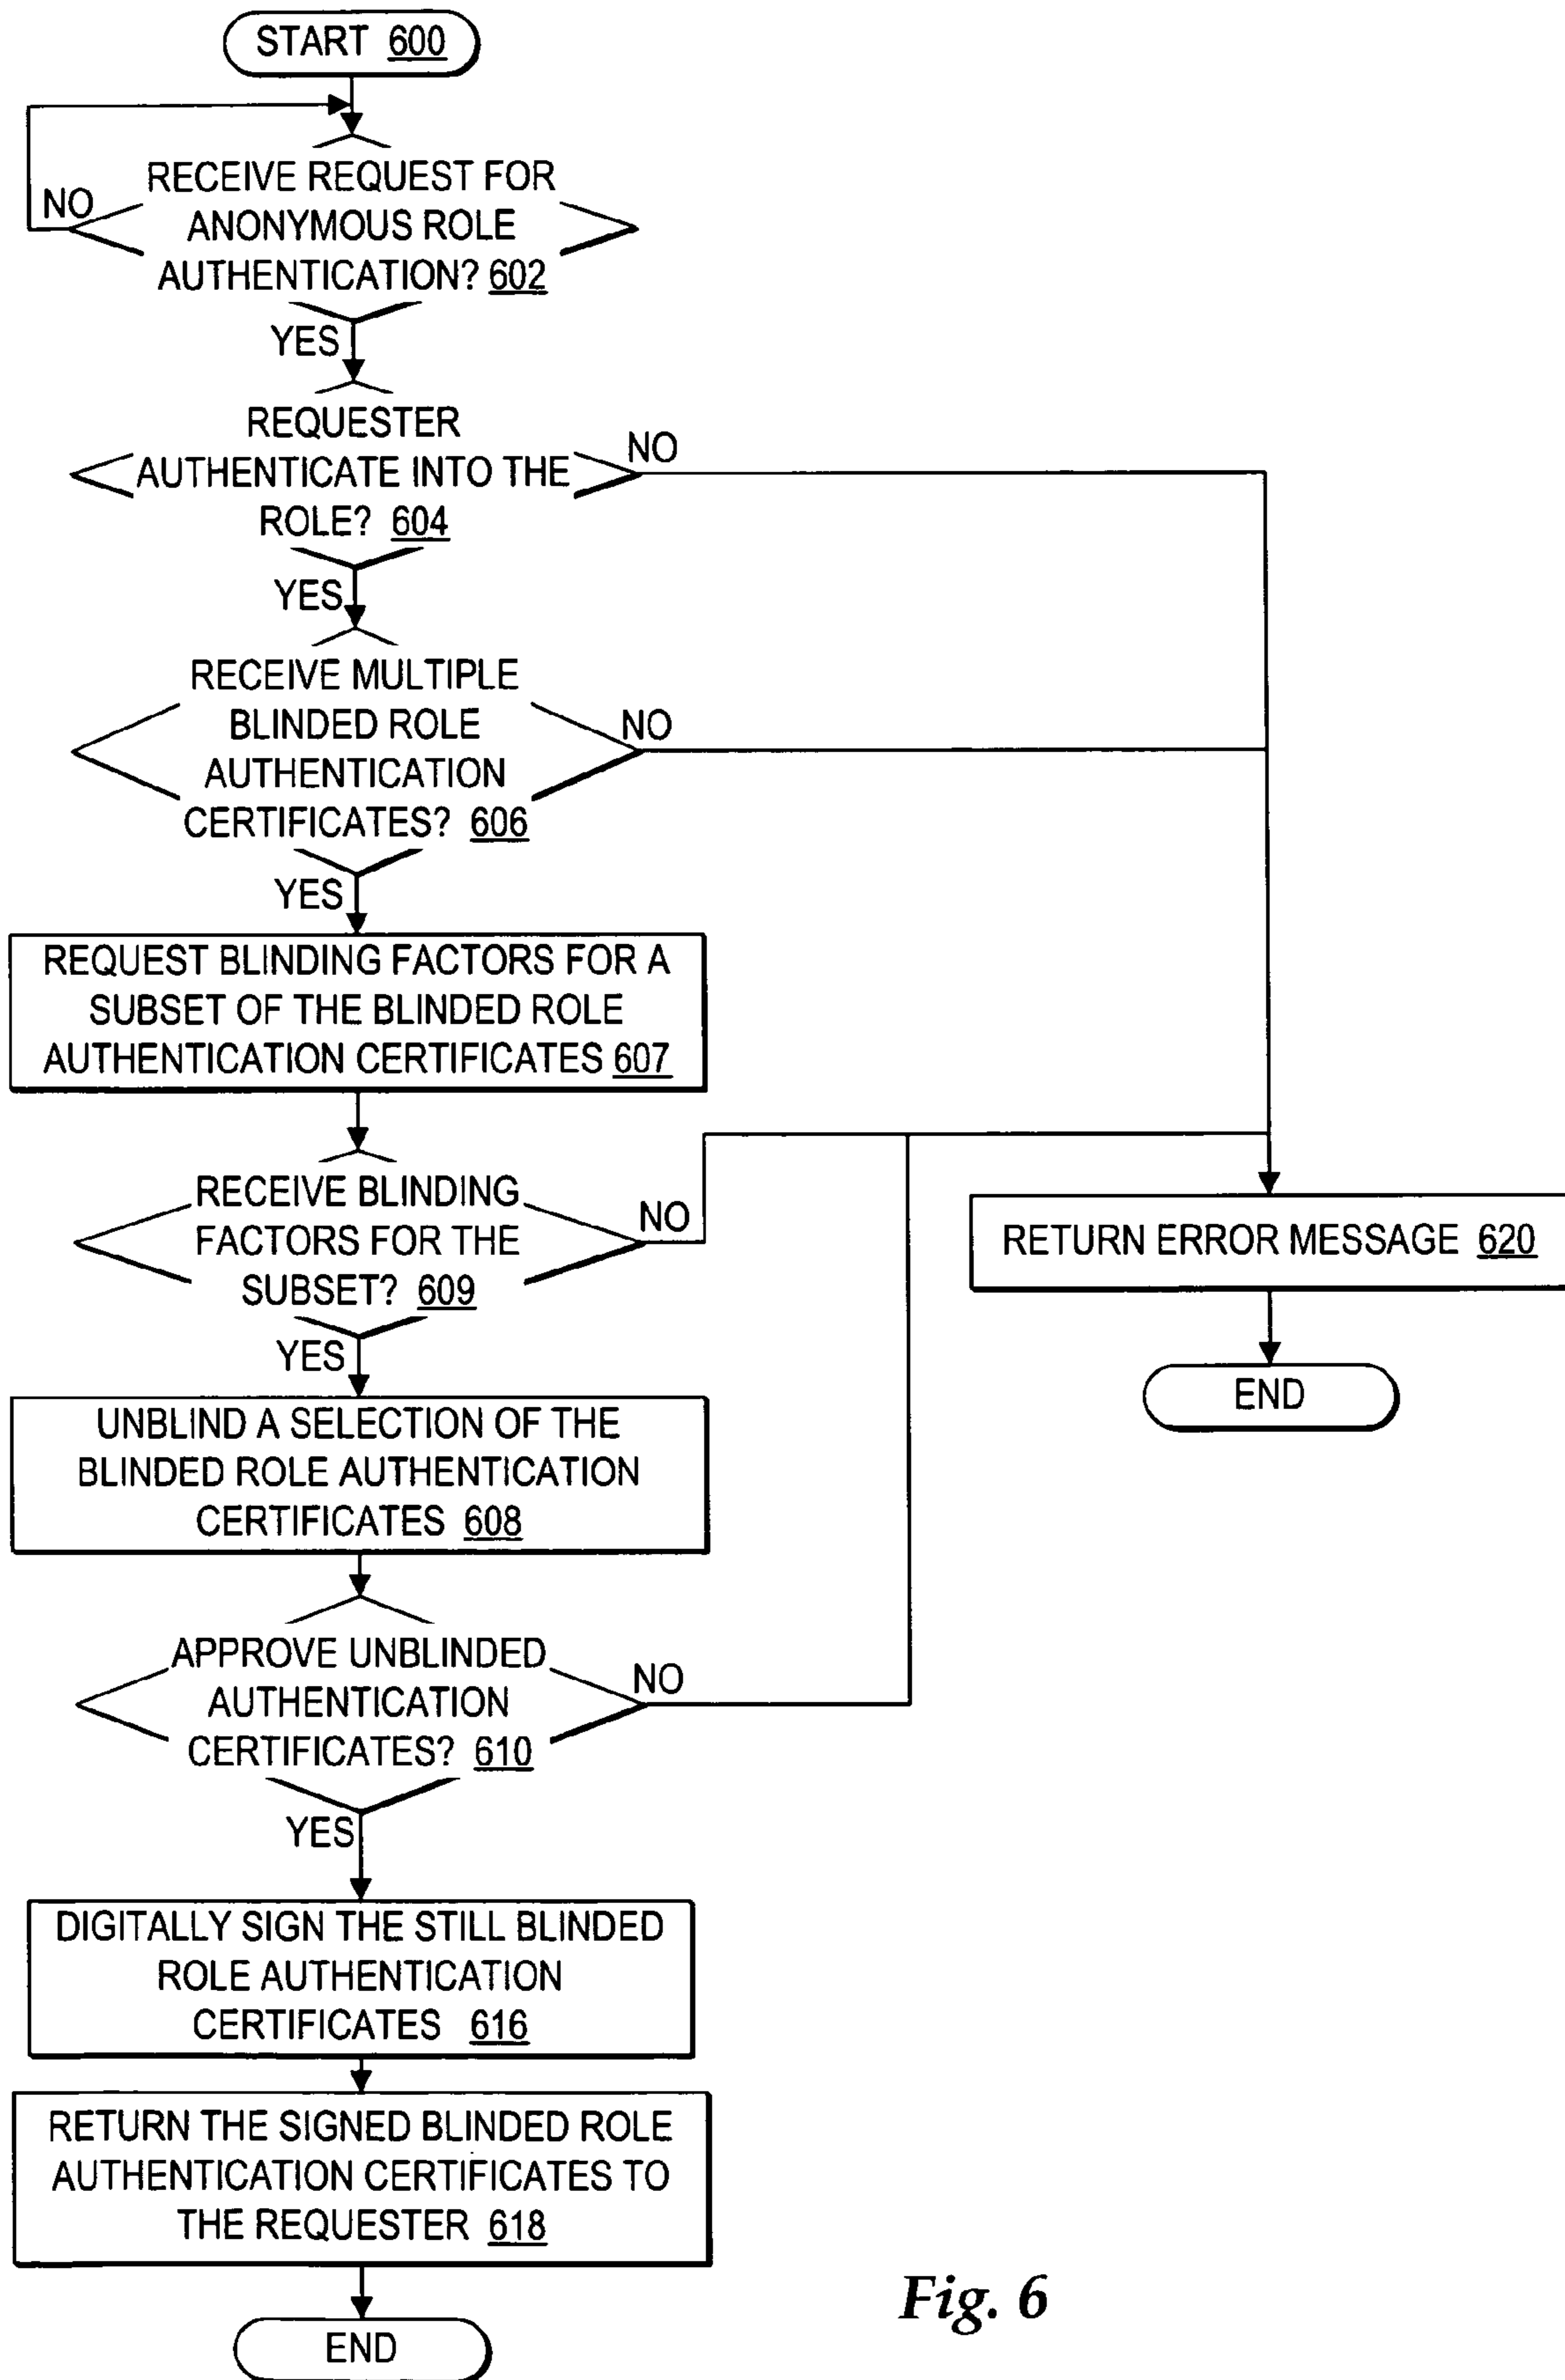 START 600
RECEIVE REQUEST FOR
ANONYMOUS ROLE
AUTHENTICATION? 602
NO
YES
REQUESTER
AUTHENTICATE INTO THE
ROLE? 604
NO
YES
RECEIVE MULTIPLE
BLINDED ROLE
AUTHENTICATION
CERTIFICATES? 606
NO
YES
REQUEST BLINDING FACTORS FOR A
SUBSET OF THE BLINDED ROLE
AUTHENTICATION CERTIFICATES 607
RECEIVE BLINDING
FACTORS FOR THE
SUBSET? 609
NO
YES
RETURN ERROR MESSAGE 620
END
UNBLIND A SELECTION OF THE
BLINDED ROLE AUTHENTICATION
CERTIFICATES 608
APPROVE UNBLINDED
AUTHENTICATION
CERTIFICATES? 610
NO
YES
DIGITALLY SIGN THE STILL BLINDED
ROLE AUTHENTICATION
CERTIFICATES 616
RETURN THE SIGNED BLINDED ROLE
AUTHENTICATION CERTIFICATES TO
THE REQUESTER 618
END
Fig. 6